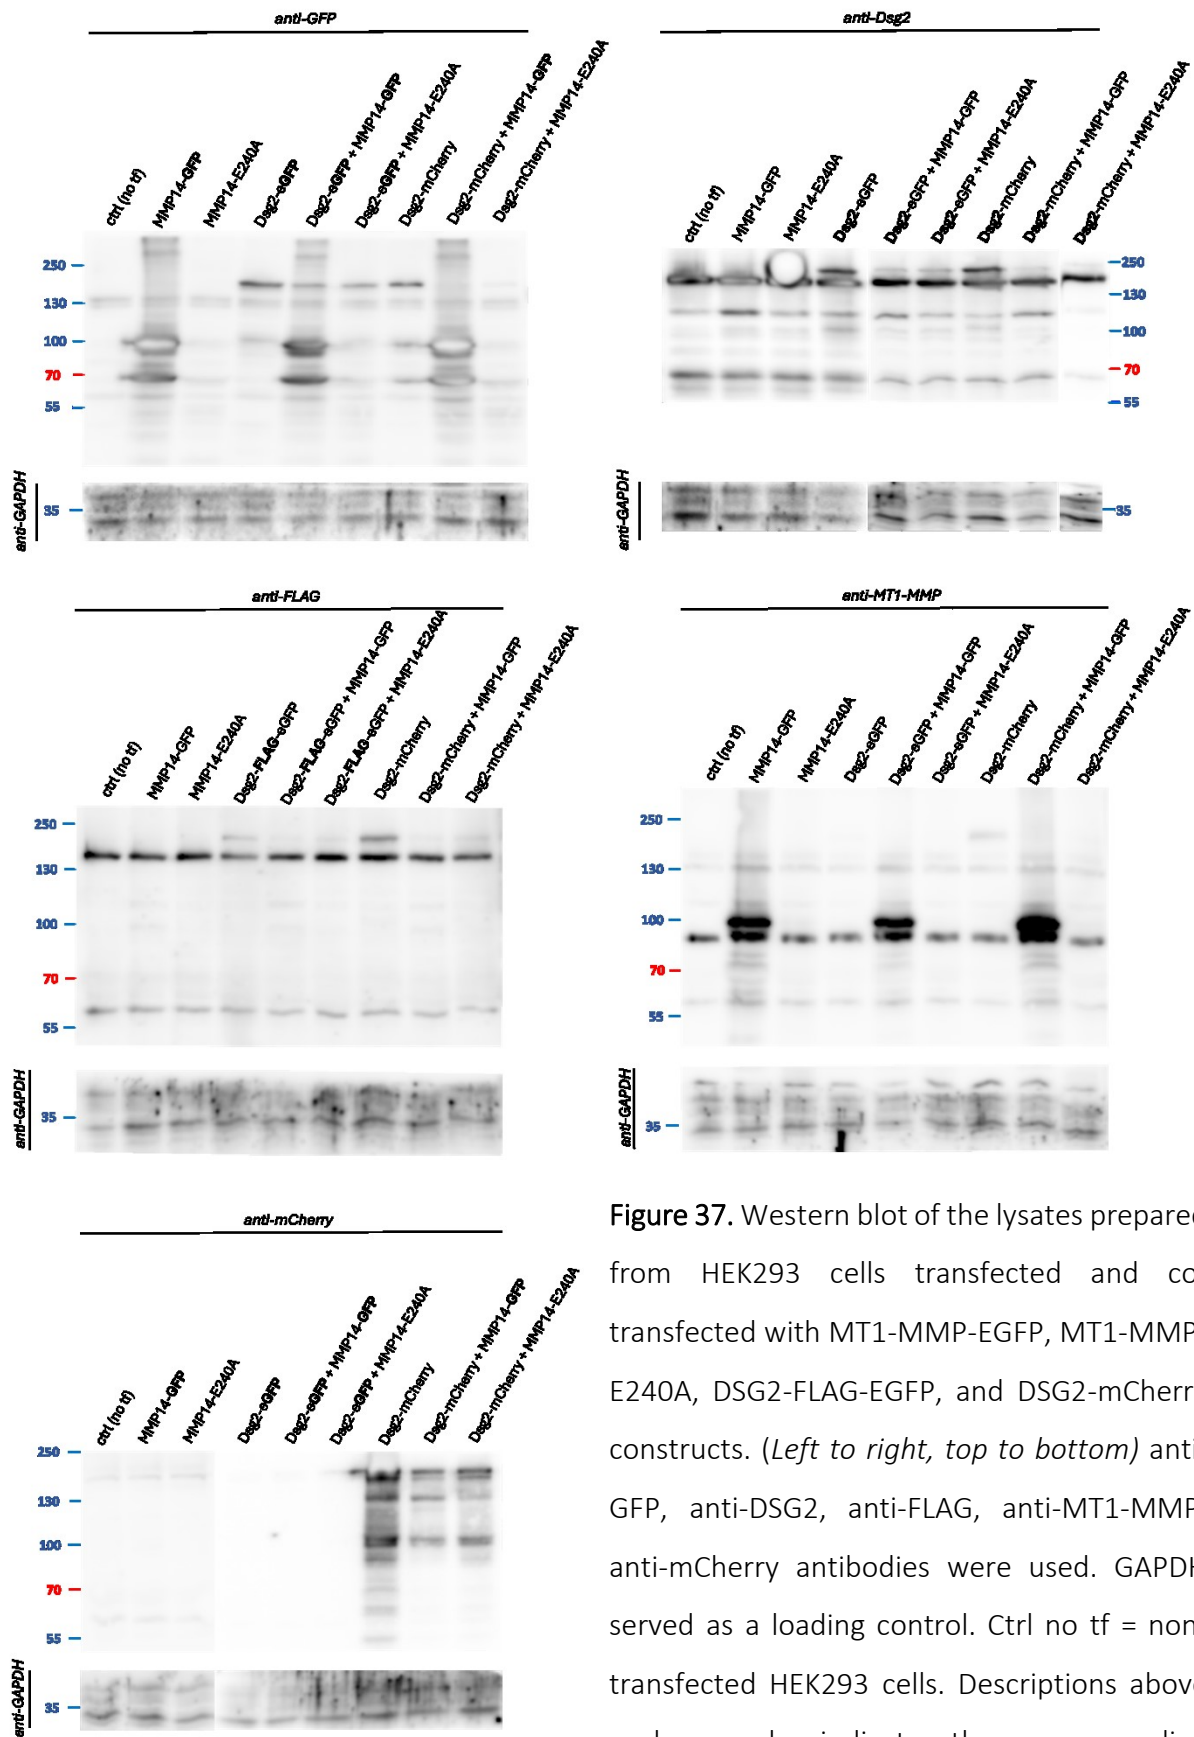 anti-GFP
ctrl (no tf)
MMP14-GFP
MMP14-E240A
Dsg2-eGFP
Dsg2-eGFP + MMP14-GFP
Dsg2-eGFP + MMP14-E240A
Dsg2-mCherry
Dsg2-mCherry + MMP14-GFP
Dsg2-mCherry + MMP14-E240A
250
130
100
70
55
anti-GAPDH
35
anti-Dsg2
ctrl (no tf)
MMP14-GFP
MMP14-E240A
Dsg2-eGFP
Dsg2-eGFP + MMP14-GFP
Dsg2-eGFP + MMP14-E240A
Dsg2-mCherry
Dsg2-mCherry + MMP14-GFP
Dsg2-mCherry + MMP14-E240A
250
130
100
70
55
anti-GAPDH
35
anti-FLAG
ctrl (no tf)
MMP14-GFP
MMP14-E240A
Dsg2-FLAG-eGFP
Dsg2-FLAG-eGFP + MMP14-GFP
Dsg2-FLAG-eGFP + MMP14-E240A
Dsg2-mCherry
Dsg2-mCherry + MMP14-GFP
Dsg2-mCherry + MMP14-E240A
250
130
100
70
55
anti-GAPDH
35
anti-MT1-MMP
ctrl (no tf)
MMP14-GFP
MMP14-E240A
Dsg2-eGFP
Dsg2-eGFP + MMP14-GFP
Dsg2-eGFP + MMP14-E240A
Dsg2-mCherry
Dsg2-mCherry + MMP14-GFP
Dsg2-mCherry + MMP14-E240A
250
130
100
70
55
anti-GAPDH
35
anti-mCherry
ctrl (no tf)
MMP14-GFP
MMP14-E240A
Dsg2-eGFP
Dsg2-eGFP + MMP14-GFP
Dsg2-eGFP + MMP14-E240A
Dsg2-mCherry
Dsg2-mCherry + MMP14-GFP
Dsg2-mCherry + MMP14-E240A
250
130
100
70
55
anti-GAPDH
35
Figure 37. Western blot of the lysates prepared
from HEK293 cells transfected and co
transfected with MT1-MMP-EGFP, MT1-MMP
E240A, DSG2-FLAG-EGFP, and DSG2-mCherr
constructs. (Left to right, top to bottom) anti
GFP, anti-DSG2, anti-FLAG, anti-MT1-MMP
anti-mCherry antibodies were used. GAPDH
served as a loading control. Ctrl no tf = non
transfected HEK293 cells. Descriptions above